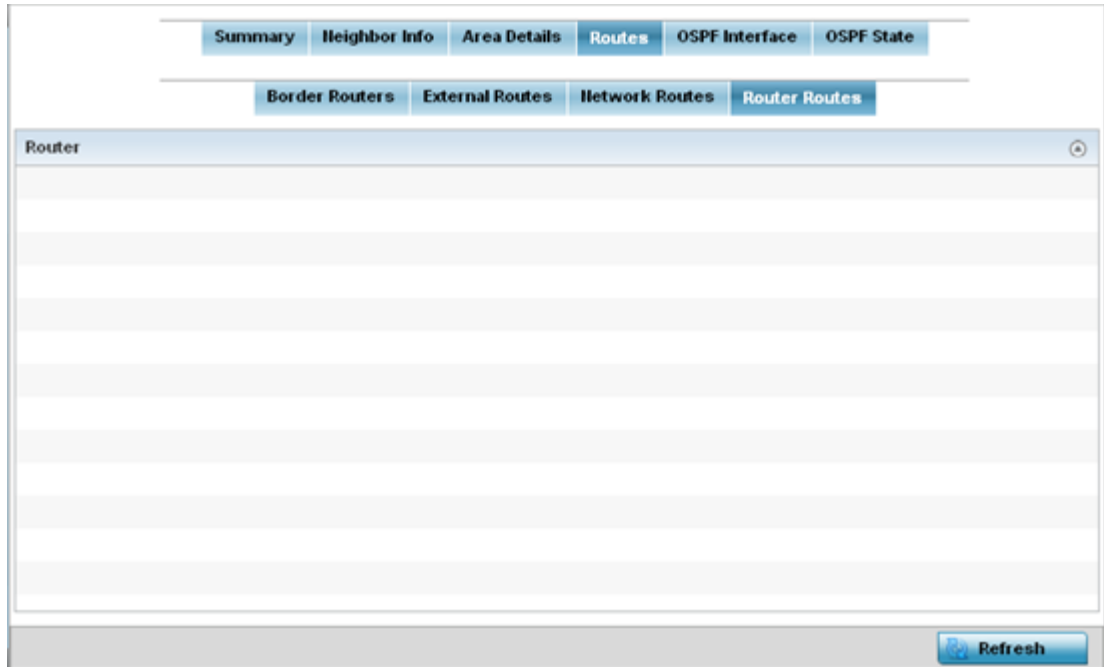 Summary Neighbor Info Area Details Routes OSPF Interface OSPF State
Border Routers External Routes Network Routes Router Routes
Router
Refresh